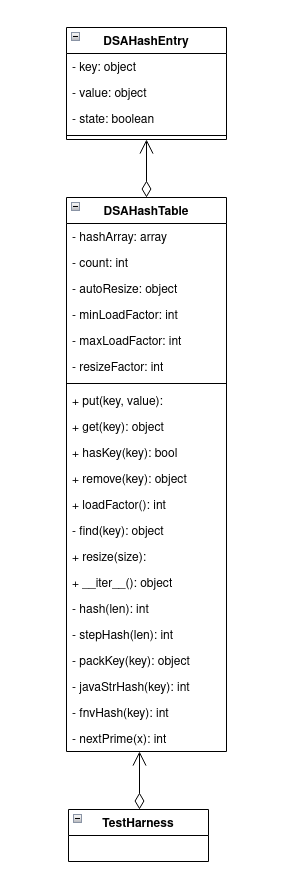 DSAHashEntry
- key: object
- value: object
- state: boolean
DSAHashTable
- hashArray: array
- count: int
- autoResize: object
- minLoadFactor: int
- maxLoadFactor: int
- resizeFactor: int
+ put(key, value):
+ get(key): object
+ hasKey(key): bool
+ remove(key): object
+ loadFactor(): int
- find(key): object
+ resize(size):
+ __iter__(): object
- hash(len): int
- stepHash(len): int
- packKey(key): object
- javaStrHash(key): int
- fnvHash(key): int
- nextPrime(x): int
TestHarness